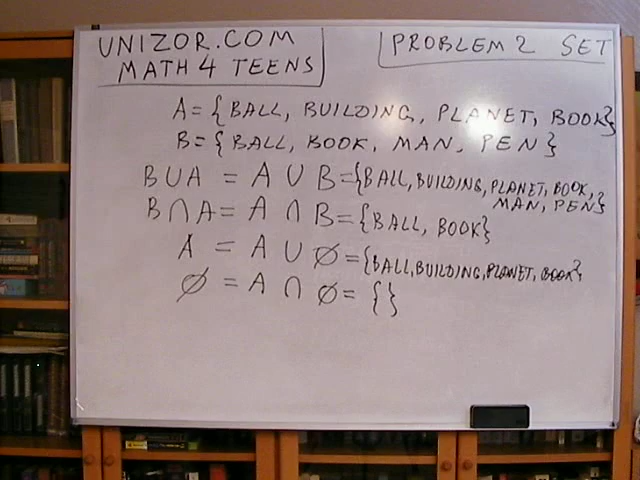 UNIZOR.COM
MATH 4 TEENS
PROBLEM 2 SET
A = {BALL, BUILDING, PLANET, BOOK}
B = {BALL, BOOK, MAN, PEN}
B ∪ A = A ∪ B = {BALL, BUILDING, PLANET, BOOK,
MAN, PEN}
B ∩ A = A ∩ B = {BALL, BOOK}
A = A ∪ ∅ = {BALL, BUILDING, PLANET, BOOK}
∅ = A ∩ ∅ = { }